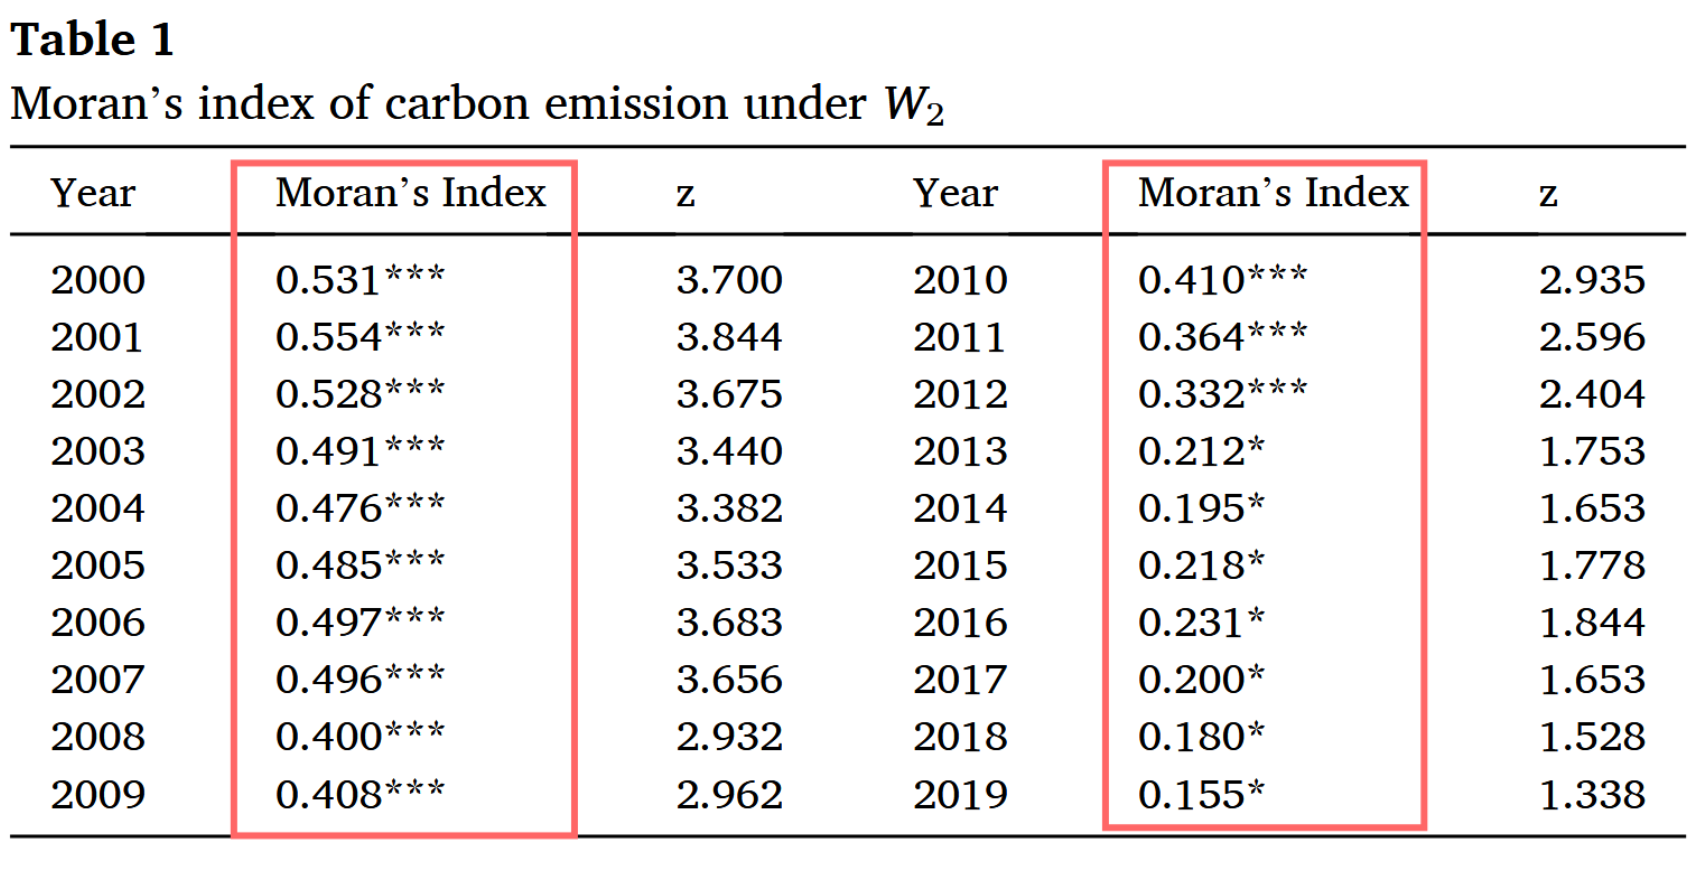 Table 1
Moran’s index of carbon emission under W₂
Year Moran’s Index z Year Moran’s Index z
2000 0.531*** 3.700 2010 0.410*** 2.935
2001 0.554*** 3.844 2011 0.364*** 2.596
2002 0.528*** 3.675 2012 0.332*** 2.404
2003 0.491*** 3.440 2013 0.212* 1.753
2004 0.476*** 3.382 2014 0.195* 1.653
2005 0.485*** 3.533 2015 0.218* 1.778
2006 0.497*** 3.683 2016 0.231* 1.844
2007 0.496*** 3.656 2017 0.200* 1.653
2008 0.400*** 2.932 2018 0.180* 1.528
2009 0.408*** 2.962 2019 0.155* 1.338